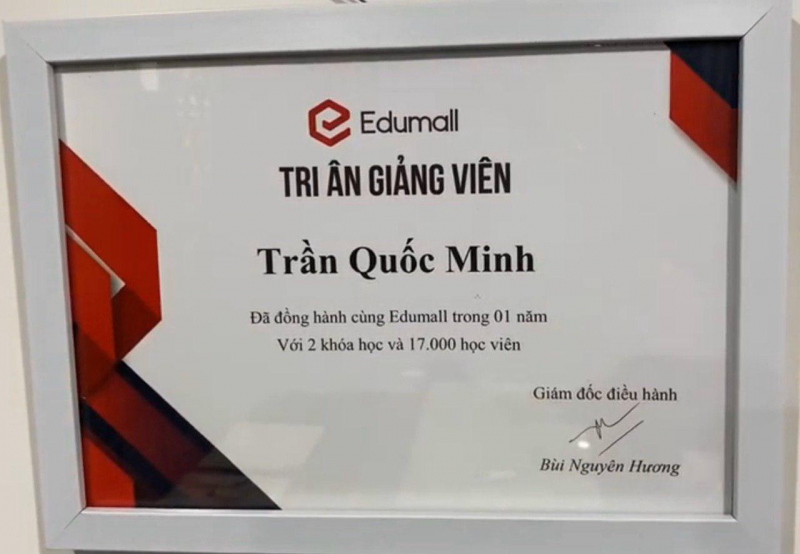 Edumall
TRI ÂN GIẢNG VIÊN
Trần Quốc Minh
Đã đồng hành cùng Edumall trong 01 năm
Với 2 khóa học và 17.000 học viên
Giám đốc điều hành
Bùi Nguyên Hương